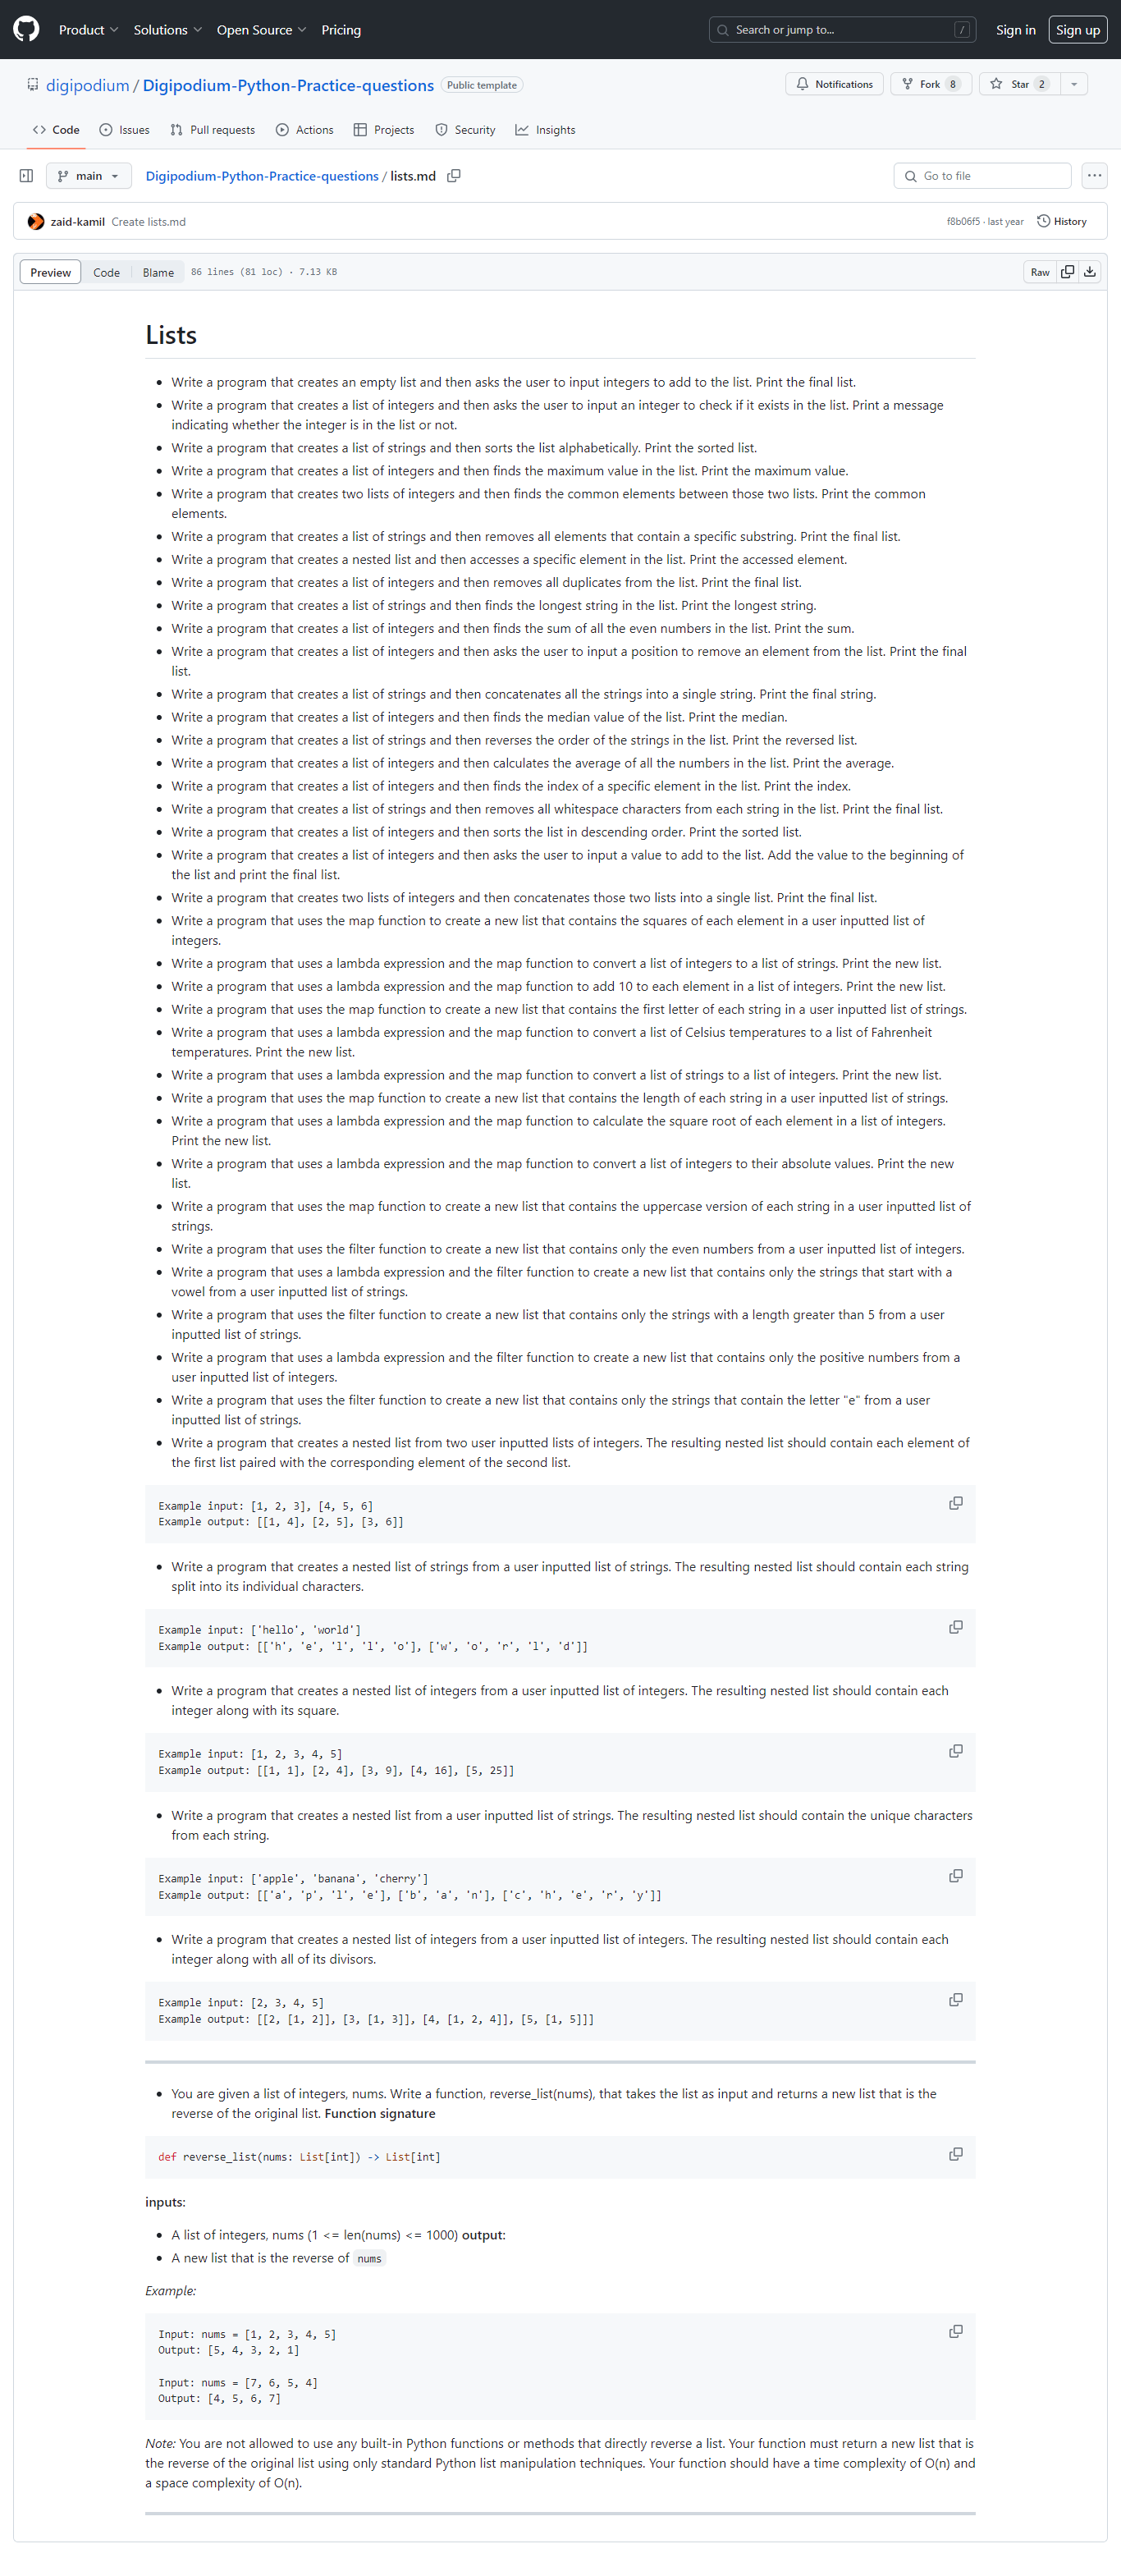 Product Solutions Open Source Pricing Search or jump to... / Sign in Sign up
digipodium / Digipodium-Python-Practice-questions Public template Notifications Fork 8 Star 2
Code Issues Pull requests Actions Projects Security Insights
main Digipodium-Python-Practice-questions / lists.md Go to file
zaid-kamil Create lists.md f8b06f5 · last year History
Preview Code Blame 86 lines (81 loc) · 7.13 KB Raw
Lists
• Write a program that creates an empty list and then asks the user to input integers to add to the list. Print the final list.
• Write a program that creates a list of integers and then asks the user to input an integer to check if it exists in the list. Print a message
indicating whether the integer is in the list or not.
• Write a program that creates a list of strings and then sorts the list alphabetically. Print the sorted list.
• Write a program that creates a list of integers and then finds the maximum value in the list. Print the maximum value.
• Write a program that creates two lists of integers and then finds the common elements between those two lists. Print the common
elements.
• Write a program that creates a list of strings and then removes all elements that contain a specific substring. Print the final list.
• Write a program that creates a nested list and then accesses a specific element in the list. Print the accessed element.
• Write a program that creates a list of integers and then removes all duplicates from the list. Print the final list.
• Write a program that creates a list of strings and then finds the longest string in the list. Print the longest string.
• Write a program that creates a list of integers and then finds the sum of all the even numbers in the list. Print the sum.
• Write a program that creates a list of integers and then asks the user to input a position to remove an element from the list. Print the final
list.
• Write a program that creates a list of strings and then concatenates all the strings into a single string. Print the final string.
• Write a program that creates a list of integers and then finds the median value of the list. Print the median.
• Write a program that creates a list of strings and then reverses the order of the strings in the list. Print the reversed list.
• Write a program that creates a list of integers and then calculates the average of all the numbers in the list. Print the average.
• Write a program that creates a list of integers and then finds the index of a specific element in the list. Print the index.
• Write a program that creates a list of strings and then removes all whitespace characters from each string in the list. Print the final list.
• Write a program that creates a list of integers and then sorts the list in descending order. Print the sorted list.
• Write a program that creates a list of integers and then asks the user to input a value to add to the list. Add the value to the beginning of
the list and print the final list.
• Write a program that creates two lists of integers and then concatenates those two lists into a single list. Print the final list.
• Write a program that uses the map function to create a new list that contains the squares of each element in a user inputted list of
integers.
• Write a program that uses a lambda expression and the map function to convert a list of integers to a list of strings. Print the new list.
• Write a program that uses a lambda expression and the map function to add 10 to each element in a list of integers. Print the new list.
• Write a program that uses the map function to create a new list that contains the first letter of each string in a user inputted list of strings.
• Write a program that uses a lambda expression and the map function to convert a list of Celsius temperatures to a list of Fahrenheit
temperatures. Print the new list.
• Write a program that uses a lambda expression and the map function to convert a list of strings to a list of integers. Print the new list.
• Write a program that uses the map function to create a new list that contains the length of each string in a user inputted list of strings.
• Write a program that uses a lambda expression and the map function to calculate the square root of each element in a list of integers.
Print the new list.
• Write a program that uses a lambda expression and the map function to convert a list of integers to their absolute values. Print the new
list.
• Write a program that uses the map function to create a new list that contains the uppercase version of each string in a user inputted list of
strings.
• Write a program that uses the filter function to create a new list that contains only the even numbers from a user inputted list of integers.
• Write a program that uses a lambda expression and the filter function to create a new list that contains only the strings that start with a
vowel from a user inputted list of strings.
• Write a program that uses the filter function to create a new list that contains only the strings with a length greater than 5 from a user
inputted list of strings.
• Write a program that uses a lambda expression and the filter function to create a new list that contains only the positive numbers from a
user inputted list of integers.
• Write a program that uses the filter function to create a new list that contains only the strings that contain the letter "e" from a user
inputted list of strings.
• Write a program that creates a nested list from two user inputted lists of integers. The resulting nested list should contain each element of
the first list paired with the corresponding element of the second list.
Example input: [1, 2, 3], [4, 5, 6]
Example output: [[1, 4], [2, 5], [3, 6]]
• Write a program that creates a nested list of strings from a user inputted list of strings. The resulting nested list should contain each string
split into its individual characters.
Example input: ['hello', 'world']
Example output: [['h', 'e', 'l', 'l', 'o'], ['w', 'o', 'r', 'l', 'd']]
• Write a program that creates a nested list of integers from a user inputted list of integers. The resulting nested list should contain each
integer along with its square.
Example input: [1, 2, 3, 4, 5]
Example output: [[1, 1], [2, 4], [3, 9], [4, 16], [5, 25]]
• Write a program that creates a nested list from a user inputted list of strings. The resulting nested list should contain the unique characters
from each string.
Example input: ['apple', 'banana', 'cherry']
Example output: [['a', 'p', 'l', 'e'], ['b', 'a', 'n'], ['c', 'h', 'e', 'r', 'y']]
• Write a program that creates a nested list of integers from a user inputted list of integers. The resulting nested list should contain each
integer along with all of its divisors.
Example input: [2, 3, 4, 5]
Example output: [[2, [1, 2]], [3, [1, 3]], [4, [1, 2, 4]], [5, [1, 5]]]
• You are given a list of integers, nums. Write a function, reverse_list(nums), that takes the list as input and returns a new list that is the
reverse of the original list. Function signature
def reverse_list(nums: List[int]) -> List[int]
inputs:
• A list of integers, nums (1 <= len(nums) <= 1000) output:
• A new list that is the reverse of nums
Example:
Input: nums = [1, 2, 3, 4, 5]
Output: [5, 4, 3, 2, 1]
Input: nums = [7, 6, 5, 4]
Output: [4, 5, 6, 7]
Note: You are not allowed to use any built-in Python functions or methods that directly reverse a list. Your function must return a new list that is
the reverse of the original list using only standard Python list manipulation techniques. Your function should have a time complexity of O(n) and
a space complexity of O(n).